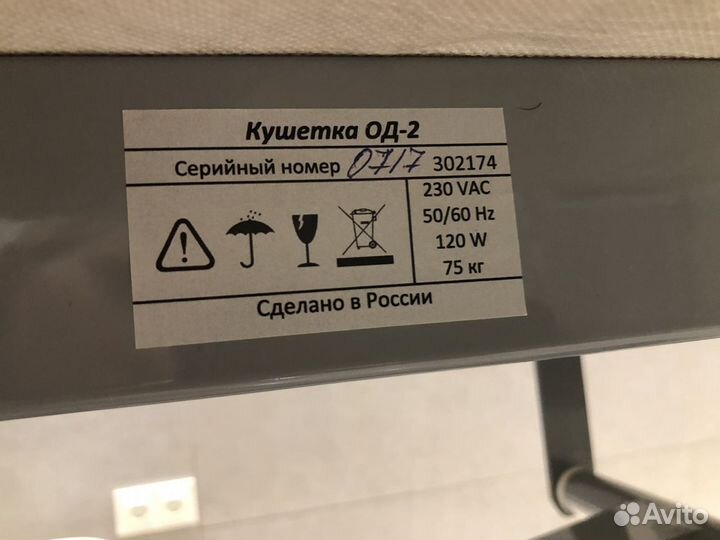 Кушетка ОД-2
Серийный номер 0717 302174
230 VAC
50/60 Hz
120 W
75 кг
Сделано в России
Avito